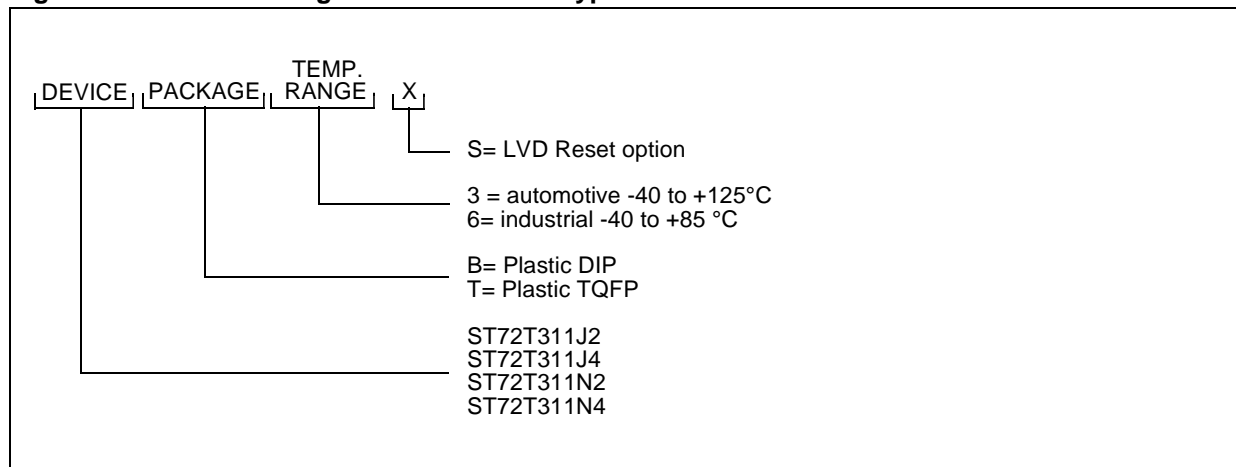 TEMP.
DEVICE PACKAGE RANGE X
S= LVD Reset option
3 = automotive -40 to +125°C
6= industrial -40 to +85 °C
B= Plastic DIP
T= Plastic TQFP
ST72T311J2
ST72T311J4
ST72T311N2
ST72T311N4